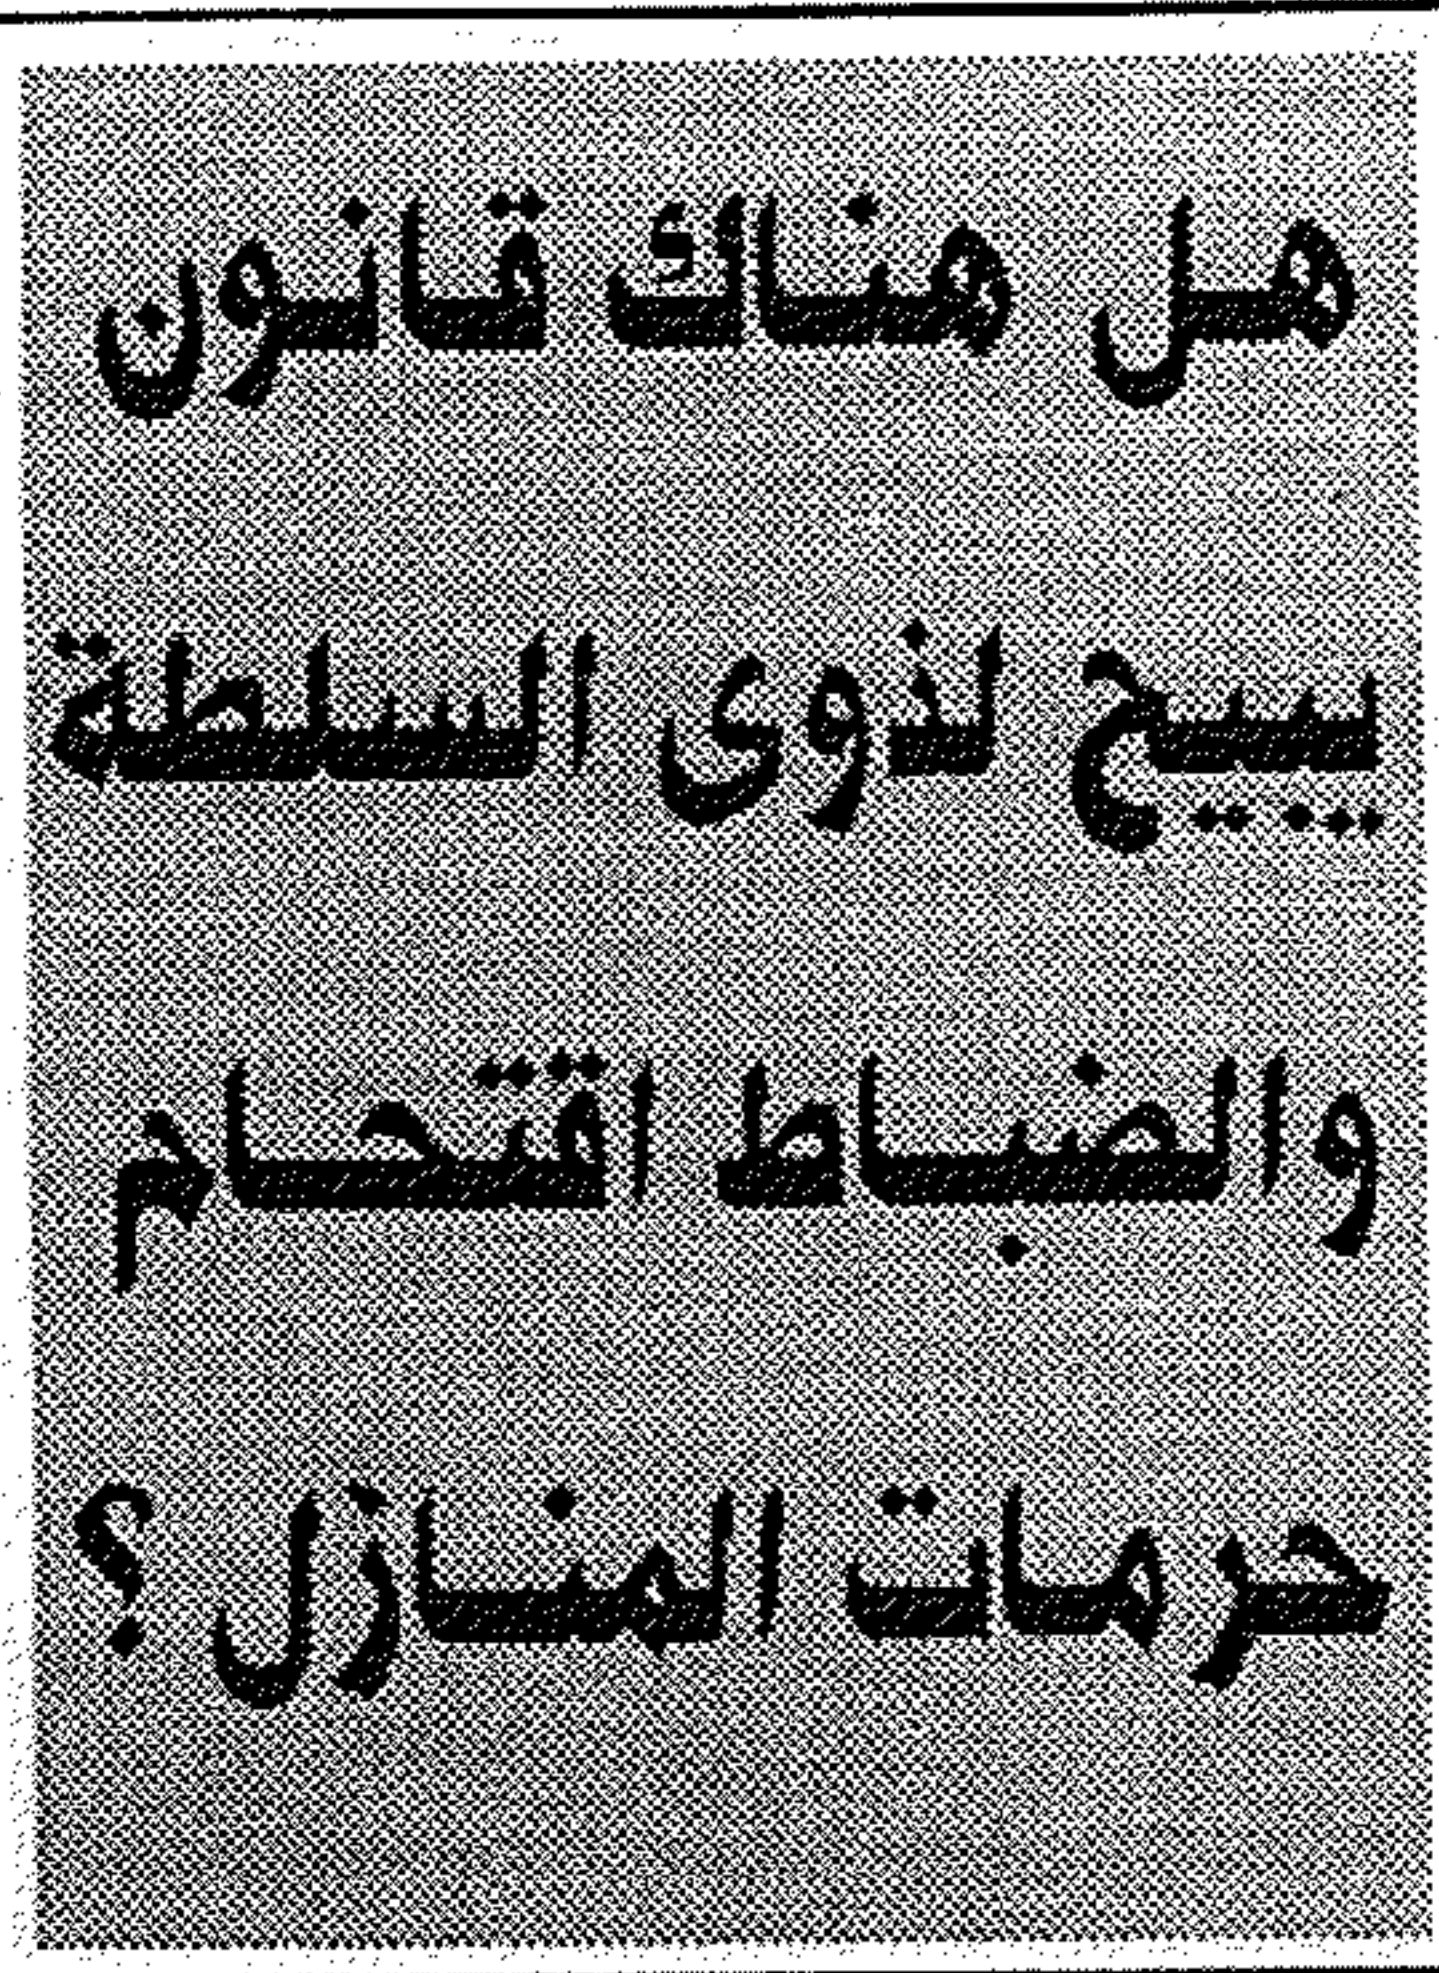 هل هناك قانون
يبيح لذوى السلطة
والضباط اقتحام
حرمات المنازل ؟